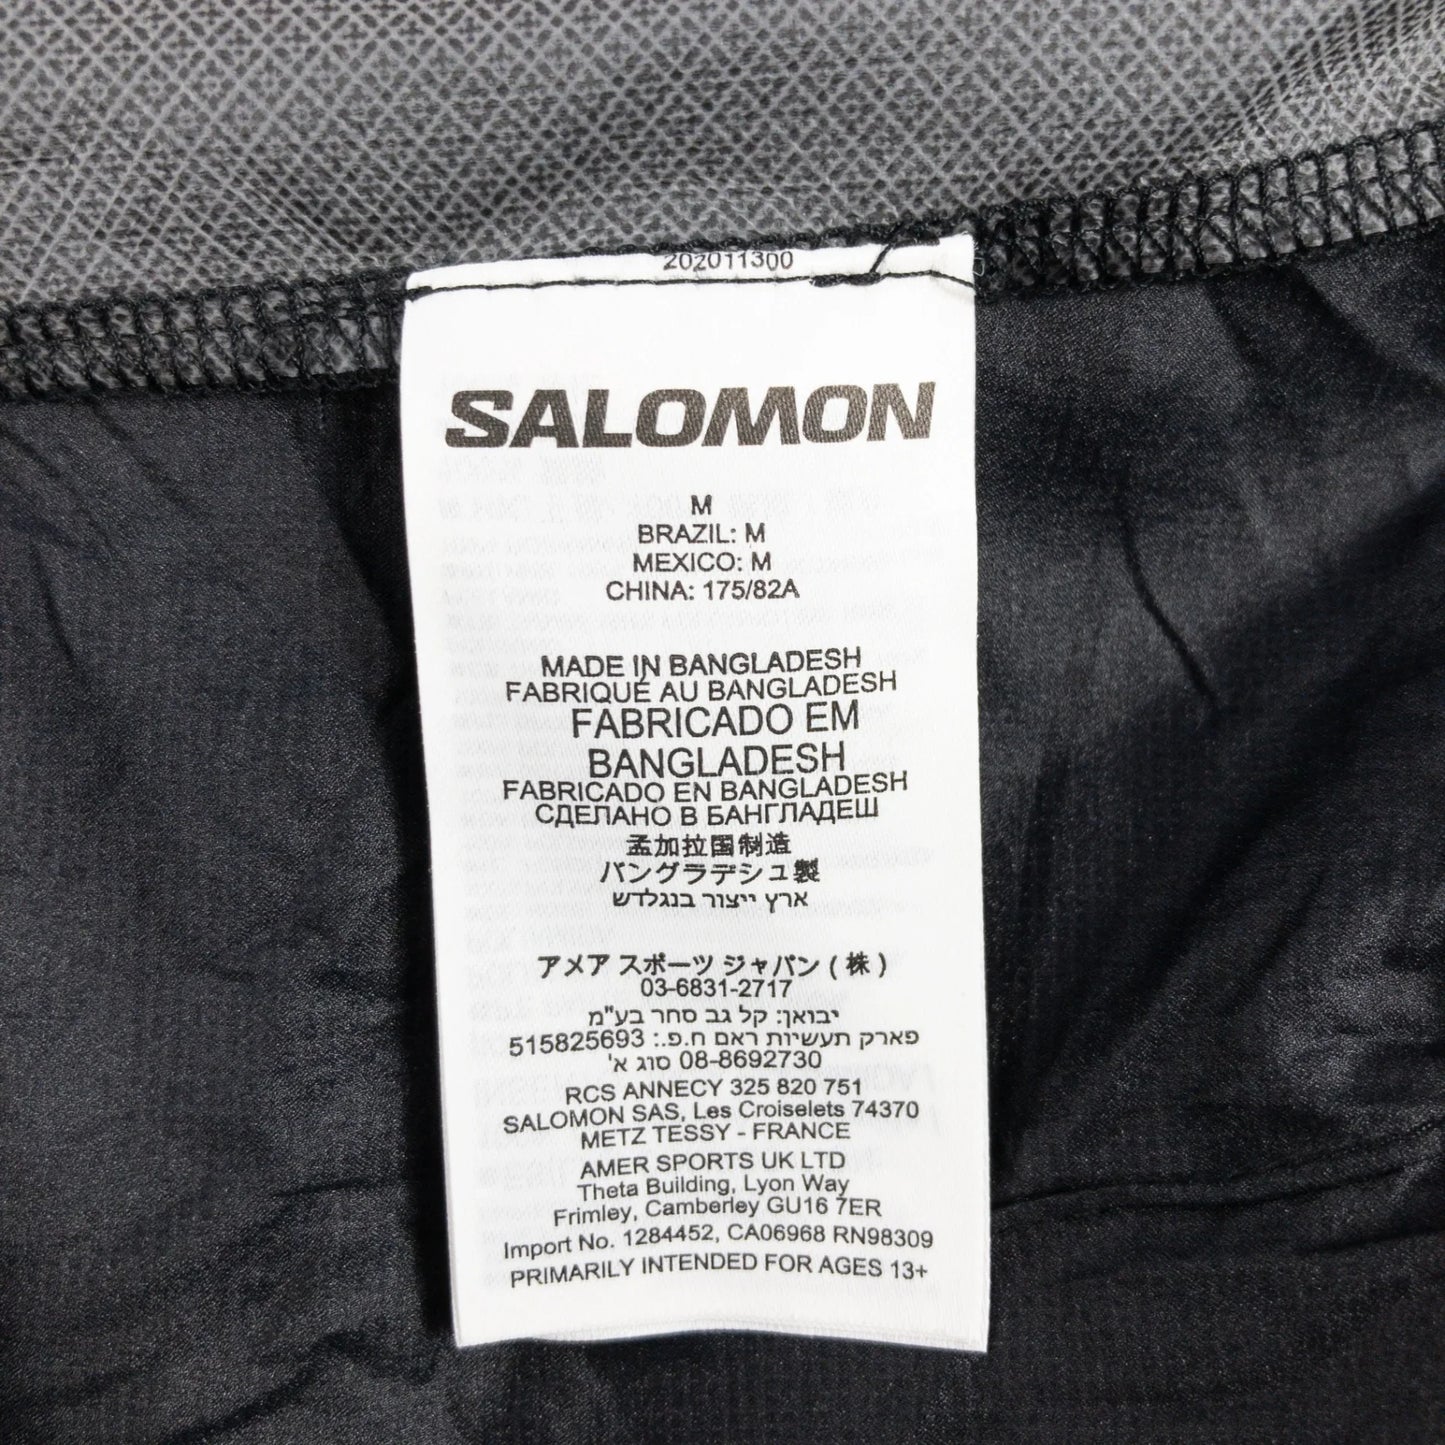 202011300
SALOMON
M
BRAZIL: M
MEXICO: M
CHINA: 175/82A
MADE IN BANGLADESH
FABRIQUÉ AU BANGLADESH
FABRICADO EM
BANGLADESH
FABRICADO EN BANGLADESH
СДЕЛАНО В БАНГЛАДЕШ
孟加拉国制造
バングラデシュ製
ארץ ייצור בנגלדש
アメア スポーツ ジャパン ( 株 )
03-6831-2717
יבואן: קל גב סחר בע"מ
פארק תעשיות ראם ח.פ.: 515825693
08-8692730 סוג א'
RCS ANNECY 325 820 751
SALOMON SAS, Les Croiselets 74370
METZ TESSY - FRANCE
AMER SPORTS UK LTD
Theta Building, Lyon Way
Frimley, Camberley GU16 7ER
Import No. 1284452, CA06968 RN98309
PRIMARILY INTENDED FOR AGES 13+